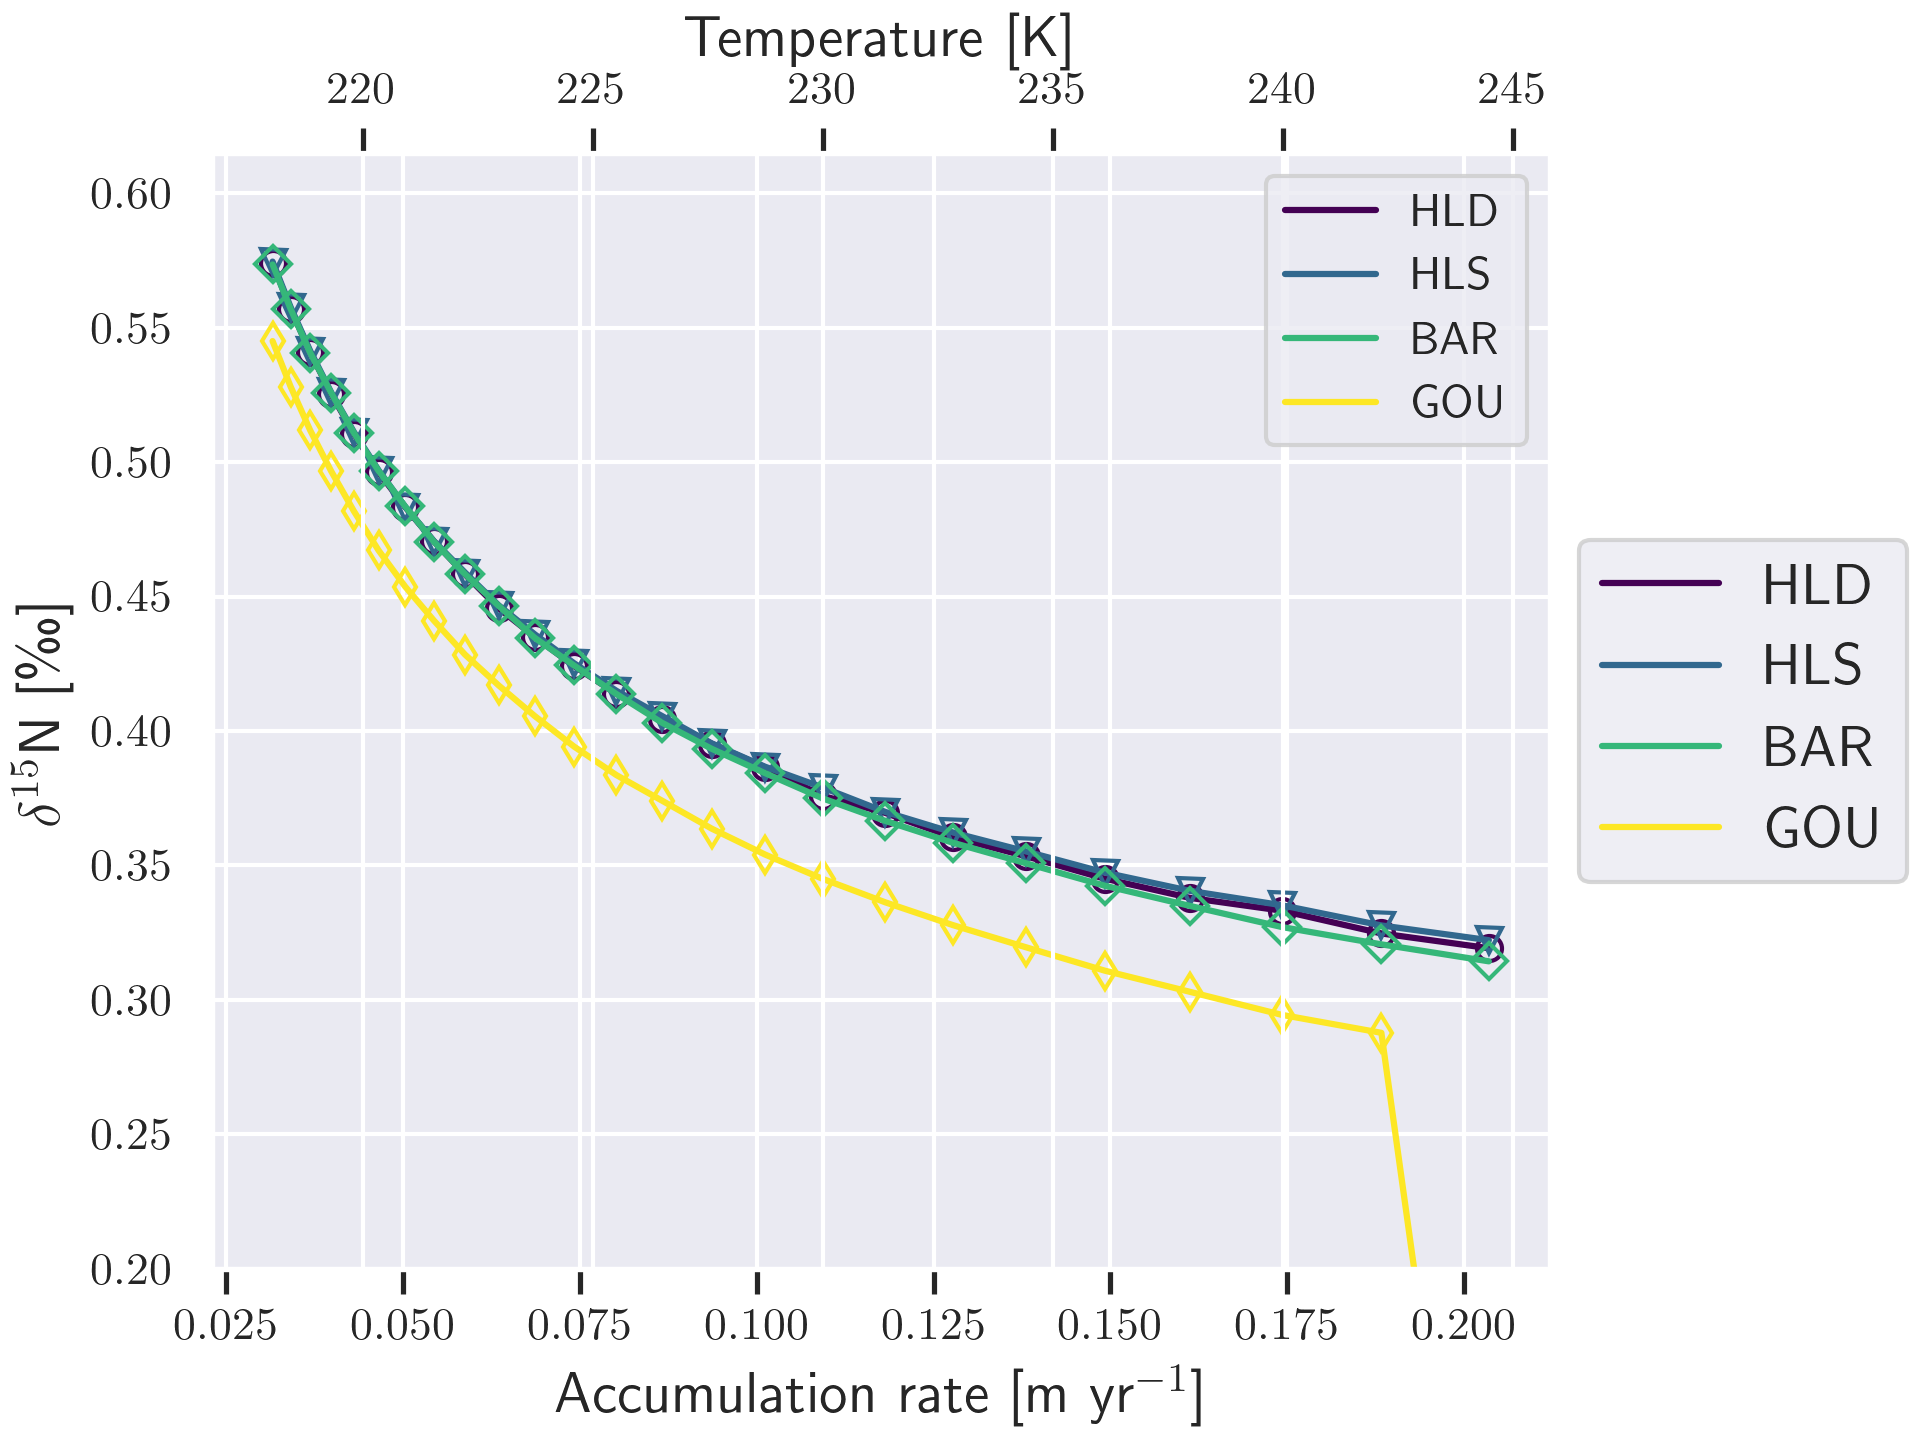 Temperature [K]
220 225 230 235 240 245
0.60
0.55
0.50
0.45
0.40
0.35
0.30
0.25
0.20
δ¹⁵N [‰]
HLD
HLS
BAR
GOU
HLD
HLS
BAR
GOU
0.025 0.050 0.075 0.100 0.125 0.150 0.175 0.200
Accumulation rate [m yr⁻¹]